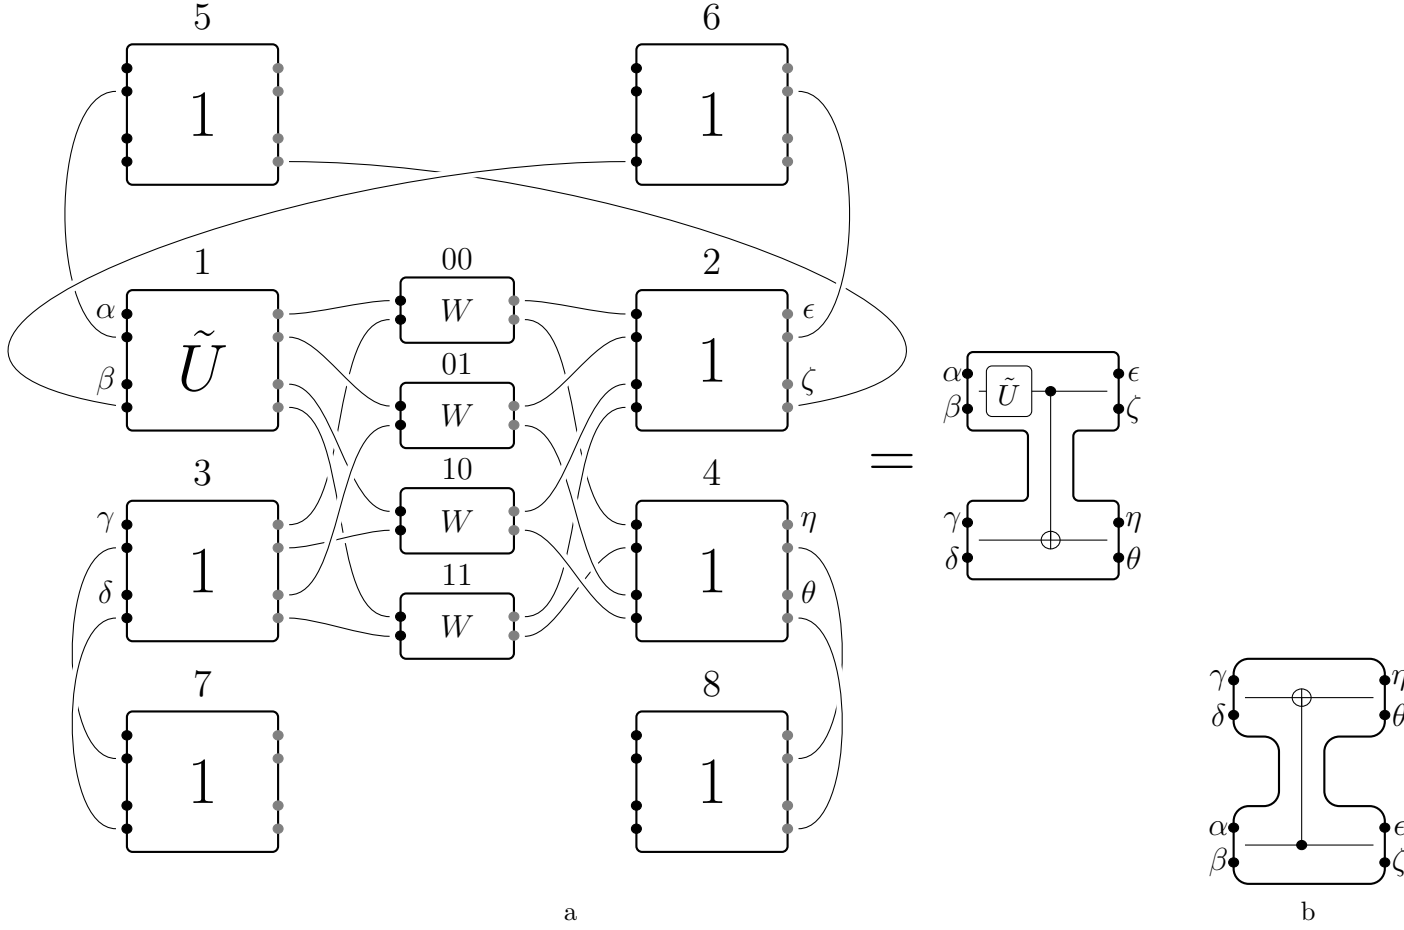 5 6
1 1
1 00 2
α W ϵ
Ũ 01 1
β W ζ
3 10 4
γ W η
1 11 1
δ W θ
7 8
1 1
=
α Ũ ϵ
β ζ
γ η
δ θ
γ η
δ θ
α ϵ
β ζ
a b